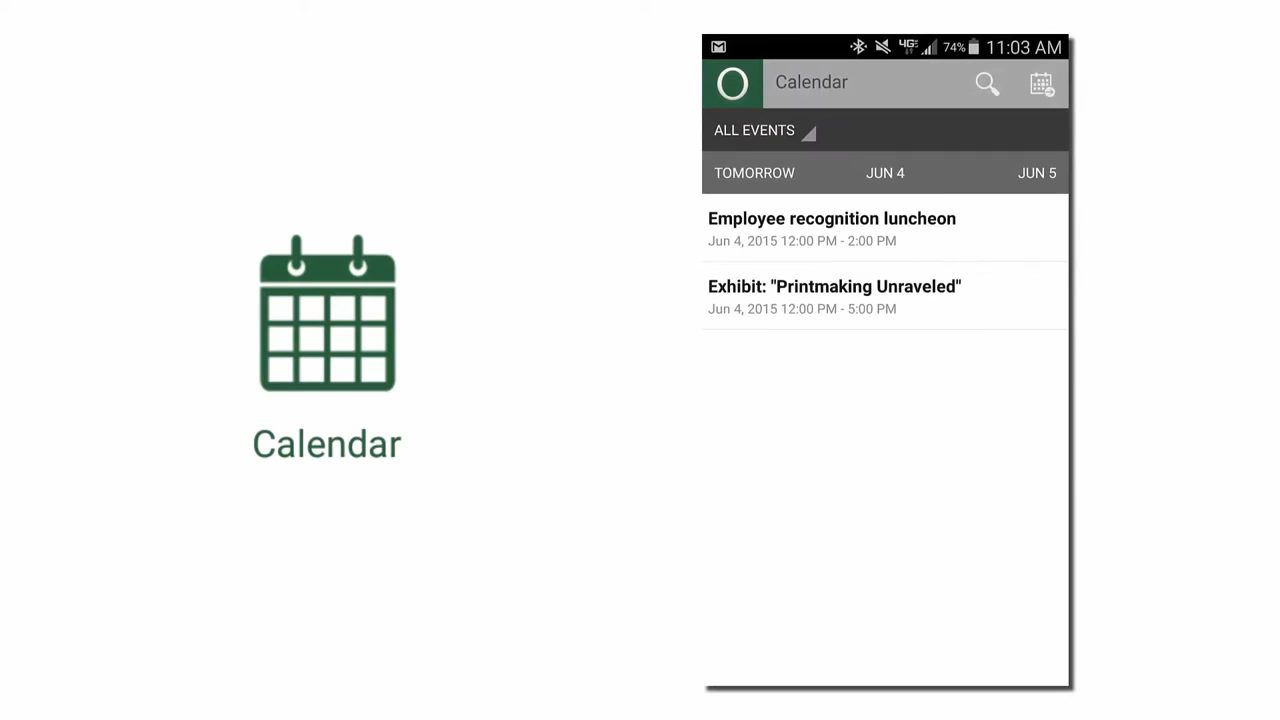 Calendar
74% 11:03 AM
O Calendar
ALL EVENTS
TOMORROW JUN 4 JUN 5
Employee recognition luncheon
Jun 4, 2015 12:00 PM - 2:00 PM
Exhibit: "Printmaking Unraveled"
Jun 4, 2015 12:00 PM - 5:00 PM